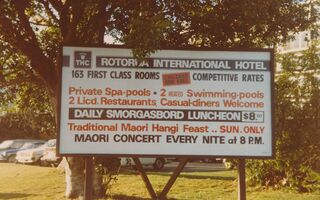 THC
ROTORUA INTERNATIONAL HOTEL
163 FIRST CLASS ROOMS COMPETITIVE RATES
Private Spa-pools • 2 HEATED Swimming-pools
2 Licd. Restaurants Casual-diners Welcome
DAILY SMORGASBORD LUNCHEON $8.
Traditional Maori Hangi Feast .. SUN. ONLY
MAORI CONCERT EVERY NITE at 8 P.M.